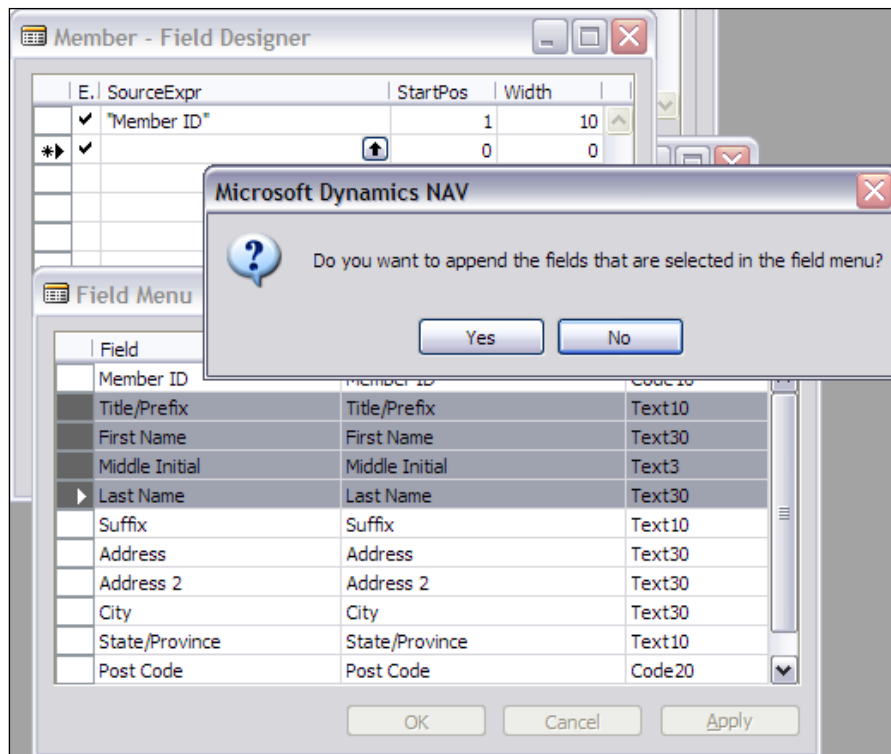 Member - Field Designer
E. SourceExpr StartPos Width
"Member ID" 1 10
0 0
Microsoft Dynamics NAV
Do you want to append the fields that are selected in the field menu?
Yes No
Field Menu
Field
Member ID Member ID Code10
Title/Prefix Title/Prefix Text10
First Name First Name Text30
Middle Initial Middle Initial Text3
Last Name Last Name Text30
Suffix Suffix Text10
Address Address Text30
Address 2 Address 2 Text30
City City Text30
State/Province State/Province Text10
Post Code Post Code Code20
OK Cancel Apply